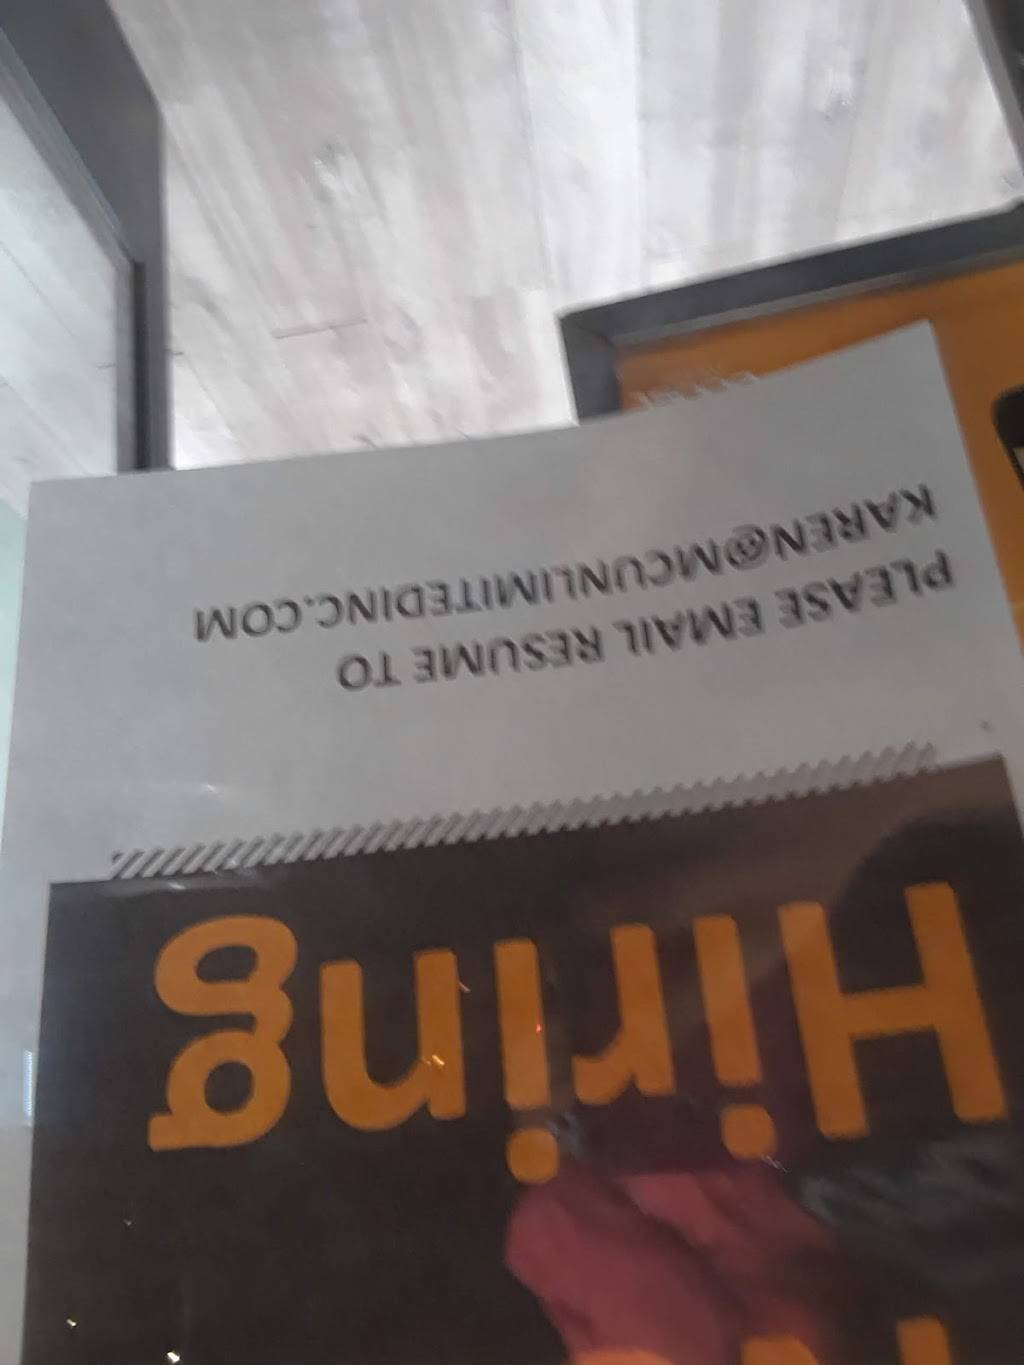 Hiring
PLEASE EMAIL RESUME TO
KAREN@MCUNLIMITEDINC.COM